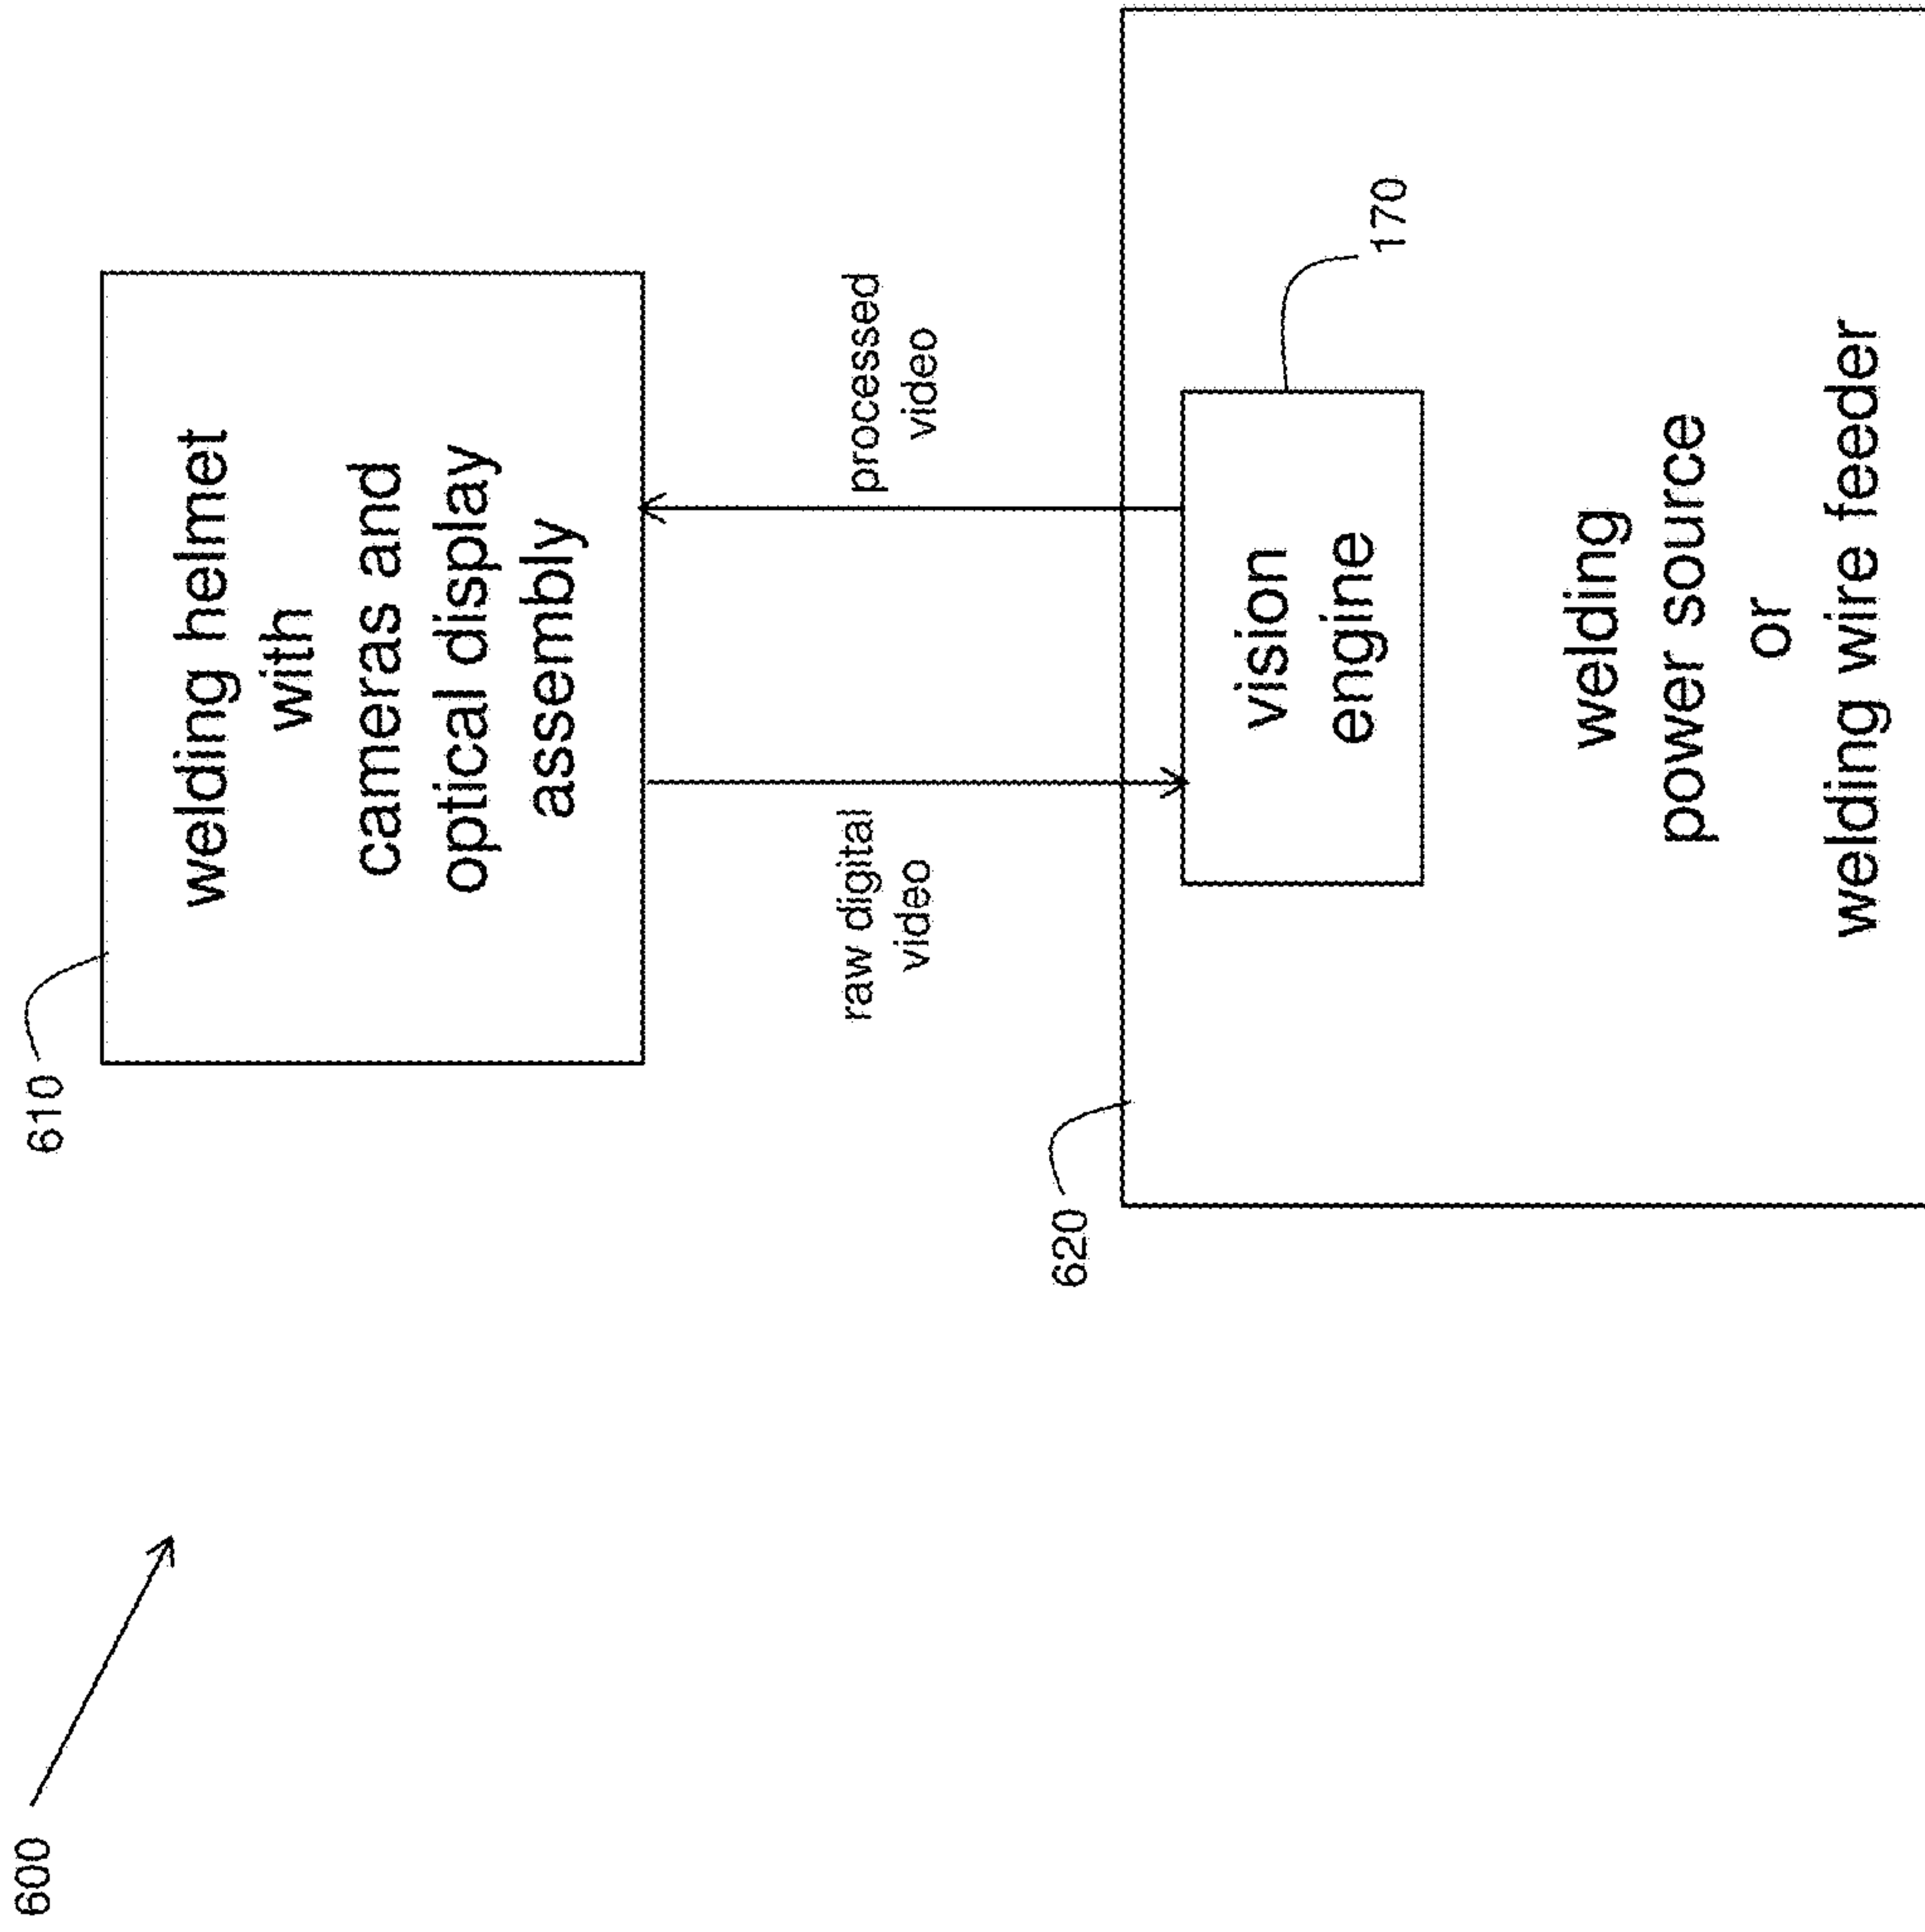 600
610
welding helmet
with
cameras and
optical display
assembly
raw digital
video
processed
video
620
vision
engine
170
welding
power source
or
welding wire feeder